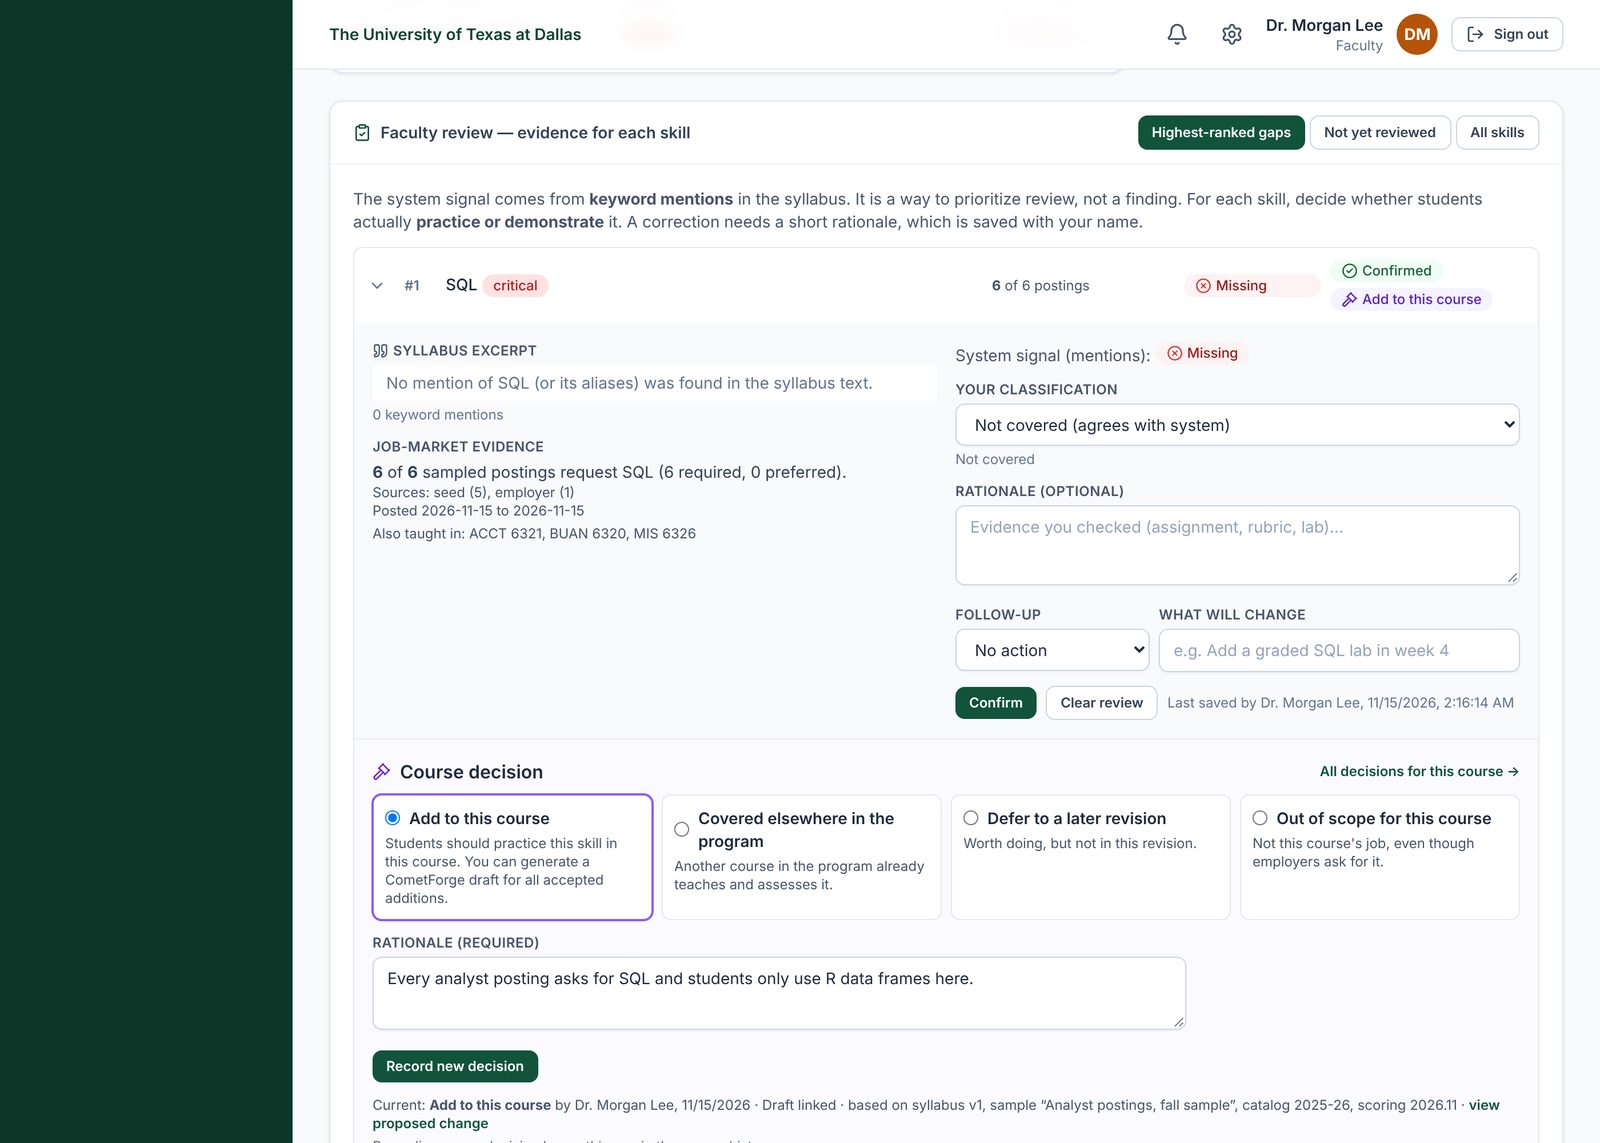 The University of Texas at Dallas
Dr. Morgan Lee
Faculty
DM
Sign out
Faculty review — evidence for each skill
Highest-ranked gaps
Not yet reviewed
All skills
The system signal comes from keyword mentions in the syllabus. It is a way to prioritize review, not a finding. For each skill, decide whether students
actually practice or demonstrate it. A correction needs a short rationale, which is saved with your name.
#1 SQL critical
6 of 6 postings
Missing
Confirmed
Add to this course
SYLLABUS EXCERPT
No mention of SQL (or its aliases) was found in the syllabus text.
0 keyword mentions
JOB-MARKET EVIDENCE
6 of 6 sampled postings request SQL (6 required, 0 preferred).
Sources: seed (5), employer (1)
Posted 2026-11-15 to 2026-11-15
Also taught in: ACCT 6321, BUAN 6320, MIS 6326
System signal (mentions): Missing
YOUR CLASSIFICATION
Not covered (agrees with system)
Not covered
RATIONALE (OPTIONAL)
Evidence you checked (assignment, rubric, lab)...
FOLLOW-UP
No action
WHAT WILL CHANGE
e.g. Add a graded SQL lab in week 4
Confirm
Clear review
Last saved by Dr. Morgan Lee, 11/15/2026, 2:16:14 AM
Course decision
All decisions for this course →
Add to this course
Students should practice this skill in
this course. You can generate a
CometForge draft for all accepted
additions.
Covered elsewhere in the
program
Another course in the program already
teaches and assesses it.
Defer to a later revision
Worth doing, but not in this revision.
Out of scope for this course
Not this course's job, even though
employers ask for it.
RATIONALE (REQUIRED)
Every analyst posting asks for SQL and students only use R data frames here.
Record new decision
Current: Add to this course by Dr. Morgan Lee, 11/15/2026 · Draft linked · based on syllabus v1, sample “Analyst postings, fall sample”, catalog 2025-26, scoring 2026.11 · view
proposed change